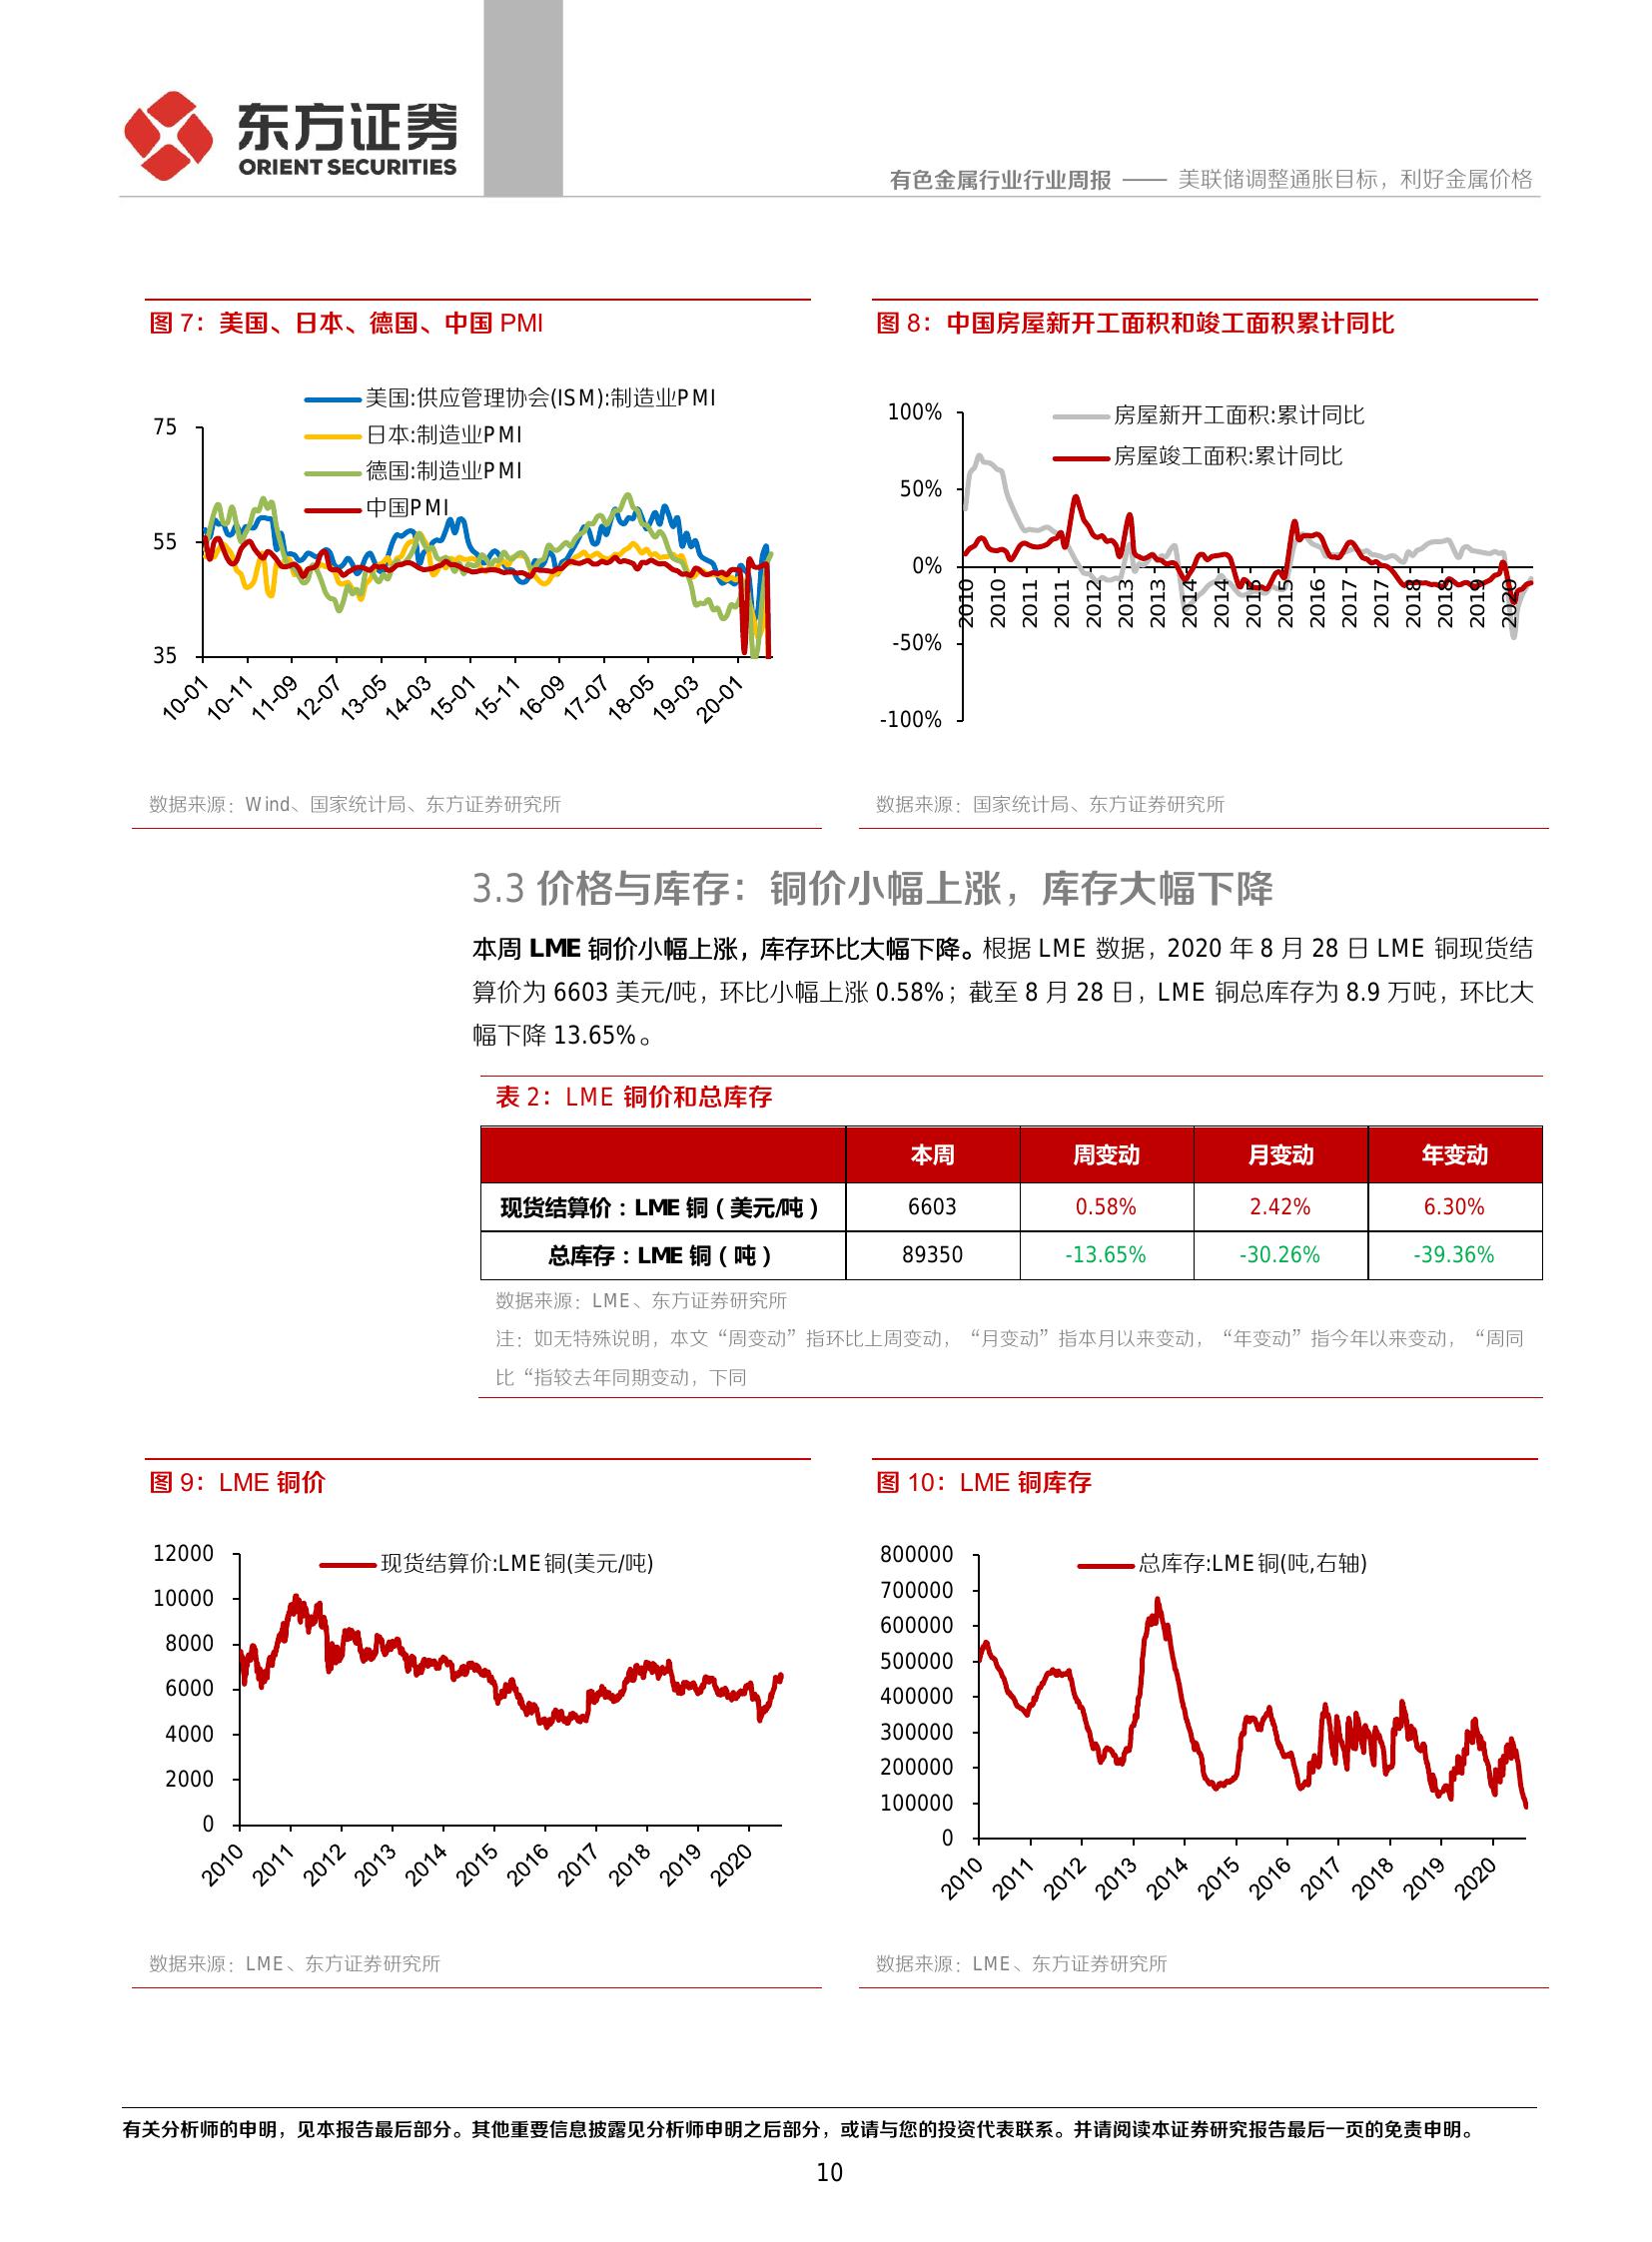 东方证券
ORIENT SECURITIES
有色金属行业行业周报 —— 美联储调整通胀目标，利好金属价格
图 7：美国、日本、德国、中国 PMI
美国:供应管理协会(ISM):制造业PMI
日本:制造业PMI
德国:制造业PMI
中国PMI
75
55
35
10-01 10-11 11-09 12-07 13-05 14-03 15-01 15-11 16-09 17-07 18-05 19-03 20-01
数据来源：Wind、国家统计局、东方证券研究所
图 8：中国房屋新开工面积和竣工面积累计同比
房屋新开工面积:累计同比
房屋竣工面积:累计同比
100%
50%
0%
-50%
-100%
2010 2010 2011 2011 2012 2013 2013 2014 2014 2015 2015 2016 2017 2017 2018 2019 2019 2020
数据来源：国家统计局、东方证券研究所
3.3 价格与库存：铜价小幅上涨，库存大幅下降
本周 LME 铜价小幅上涨，库存环比大幅下降。根据 LME 数据，2020 年 8 月 28 日 LME 铜现货结
算价为 6603 美元/吨，环比小幅上涨 0.58%；截至 8 月 28 日，LME 铜总库存为 8.9 万吨，环比大
幅下降 13.65%。
表 2：LME 铜价和总库存
本周 周变动 月变动 年变动
现货结算价：LME 铜（美元/吨） 6603 0.58% 2.42% 6.30%
总库存：LME 铜（吨） 89350 -13.65% -30.26% -39.36%
数据来源：LME、东方证券研究所
注：如无特殊说明，本文“周变动”指环比上周变动，“月变动”指本月以来变动，“年变动”指今年以来变动，“周同
比“指较去年同期变动，下同
图 9：LME 铜价
现货结算价:LME铜(美元/吨)
12000
10000
8000
6000
4000
2000
0
2010 2011 2012 2013 2014 2015 2016 2017 2018 2019 2020
数据来源：LME、东方证券研究所
图 10：LME 铜库存
总库存:LME铜(吨,右轴)
800000
700000
600000
500000
400000
300000
200000
100000
0
2010 2011 2012 2013 2014 2015 2016 2017 2018 2019 2020
数据来源：LME、东方证券研究所
有关分析师的申明，见本报告最后部分。其他重要信息披露见分析师申明之后部分，或请与您的投资代表联系。并请阅读本证券研究报告最后一页的免责申明。
10